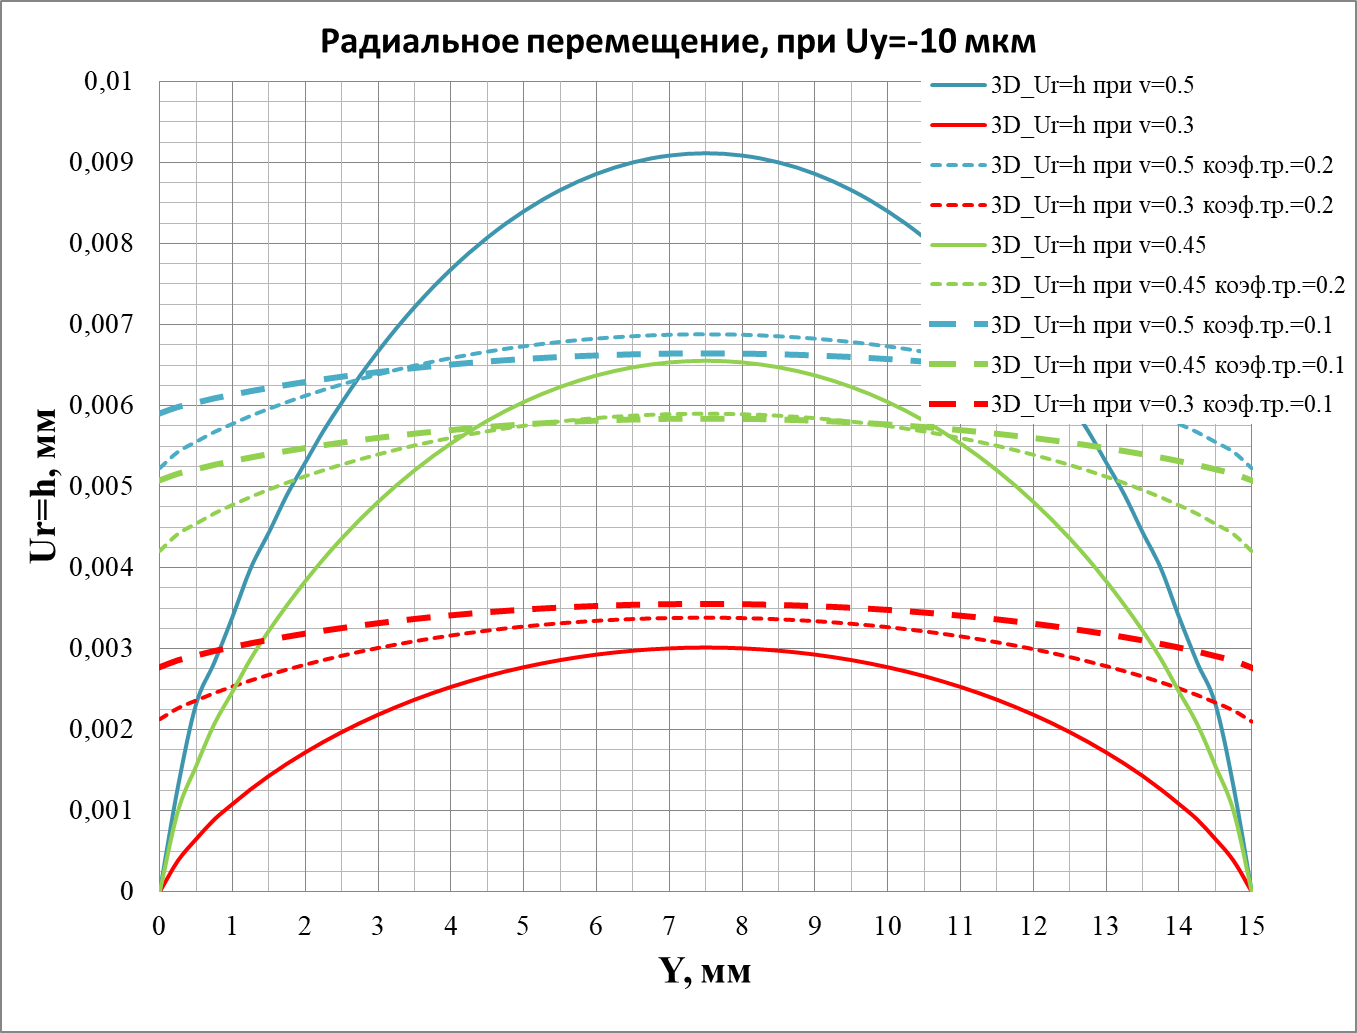 Радиальное перемещение, при Uy=-10 мкм
0,01
0,009
0,008
0,007
0,006
0,005
0,004
0,003
0,002
0,001
0
Ur=h, мм
3D_Ur=h при v=0.5
3D_Ur=h при v=0.3
3D_Ur=h при v=0.5 коэф.тр.=0.2
3D_Ur=h при v=0.3 коэф.тр.=0.2
3D_Ur=h при v=0.45
3D_Ur=h при v=0.45 коэф.тр.=0.2
3D_Ur=h при v=0.5 коэф.тр.=0.1
3D_Ur=h при v=0.45 коэф.тр.=0.1
3D_Ur=h при v=0.3 коэф.тр.=0.1
0 1 2 3 4 5 6 7 8 9 10 11 12 13 14 15
Y, мм